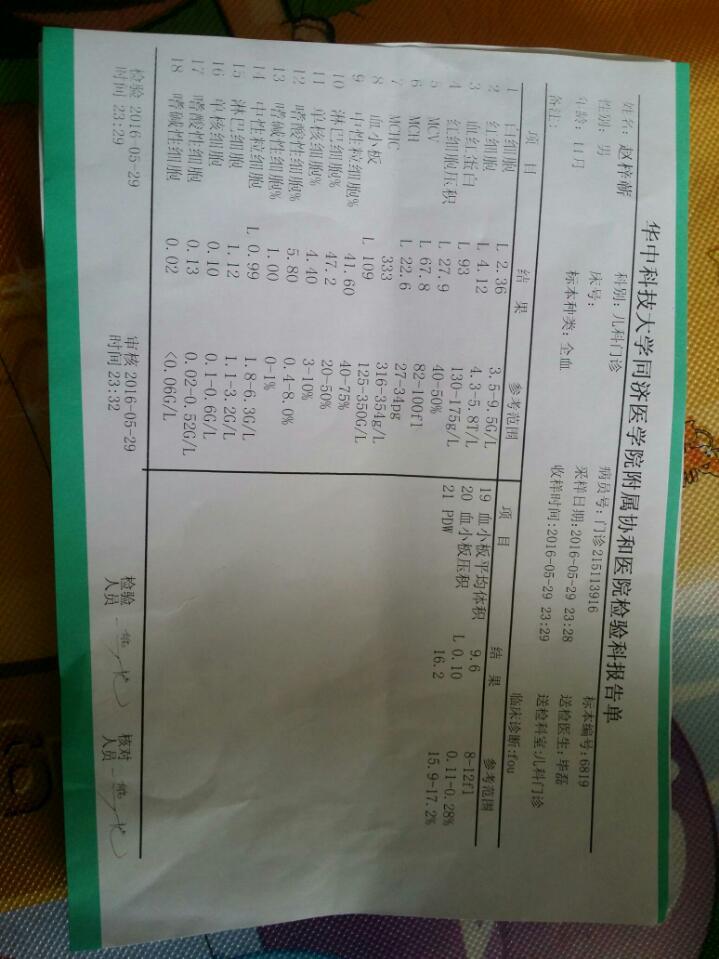 华中科技大学同济医学院附属协和医院检验科报告单
姓名: 赵梓蕲 科别: 儿科门诊 病员号: 门诊215113916 标本编号: 6819
性别: 男 床号: 采样日期: 2016-05-29 23:28 送检医生: 毕磊
年龄: 11月 标本种类: 全血 收样时间: 2016-05-29 23:29 送检科室: 儿科门诊
备注: 临床诊断: fou
项 目 结 果 参考范围 项 目 结 果 参考范围
1 白细胞 L 2.36 3.5-9.5G/L 19 血小板平均体积 9.6 8-12fl
2 红细胞 L 4.12 4.3-5.8T/L 20 血小板压积 L 0.10 0.11-0.28%
3 血红蛋白 L 93 130-175g/L 21 PDW 16.2 15.9-17.2%
4 红细胞压积 L 27.9 40-50%
5 MCV L 67.8 82-100fl
6 MCH L 22.6 27-34pg
7 MCHC 333 316-354g/L
8 血小板 L 109 125-350G/L
9 中性粒细胞% 41.60 40-75%
10 淋巴细胞% 47.2 20-50%
11 单核细胞% 4.40 3-10%
12 嗜酸性细胞% 5.80 0.4-8.0%
13 嗜碱性细胞% 1.00 0-1%
14 中性粒细胞 L 0.99 1.8-6.3G/L
15 淋巴细胞 1.12 1.1-3.2G/L
16 单核细胞 0.10 0.1-0.6G/L
17 嗜酸性细胞 0.13 0.02-0.52G/L
18 嗜碱性细胞 0.02 <0.06G/L
检验 2016-05-29 审核 2016-05-29 检验 核对
时间 23:29 时间 23:32 人员 人员